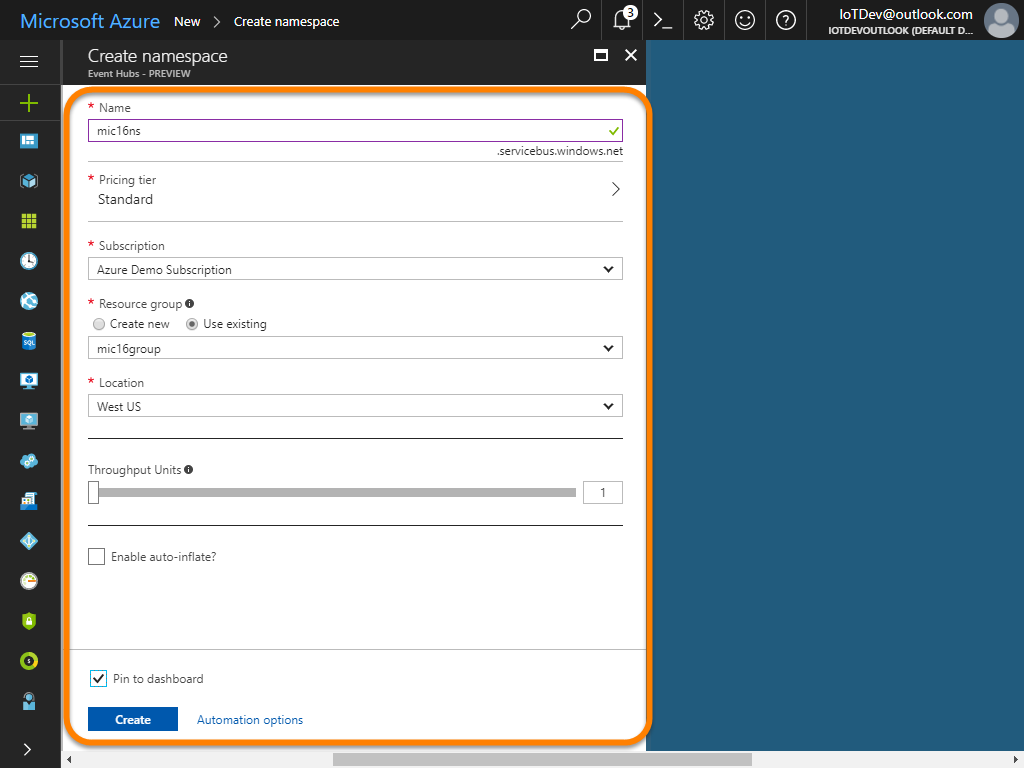 Microsoft Azure New > Create namespace
3
>_
?
IoTDev@outlook.com
IOTDEVOUTLOOK (DEFAULT D...
Create namespace
Event Hubs - PREVIEW
* Name
mic16ns
.servicebus.windows.net
* Pricing tier
Standard
* Subscription
Azure Demo Subscription
* Resource group
Create new Use existing
mic16group
* Location
West US
Throughput Units
1
Enable auto-inflate?
Pin to dashboard
Create Automation options
SQL